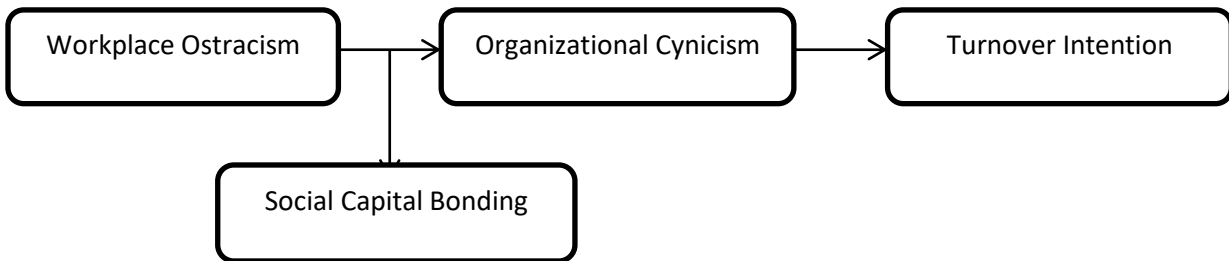 Workplace Ostracism
Organizational Cynicism
Turnover Intention
Social Capital Bonding